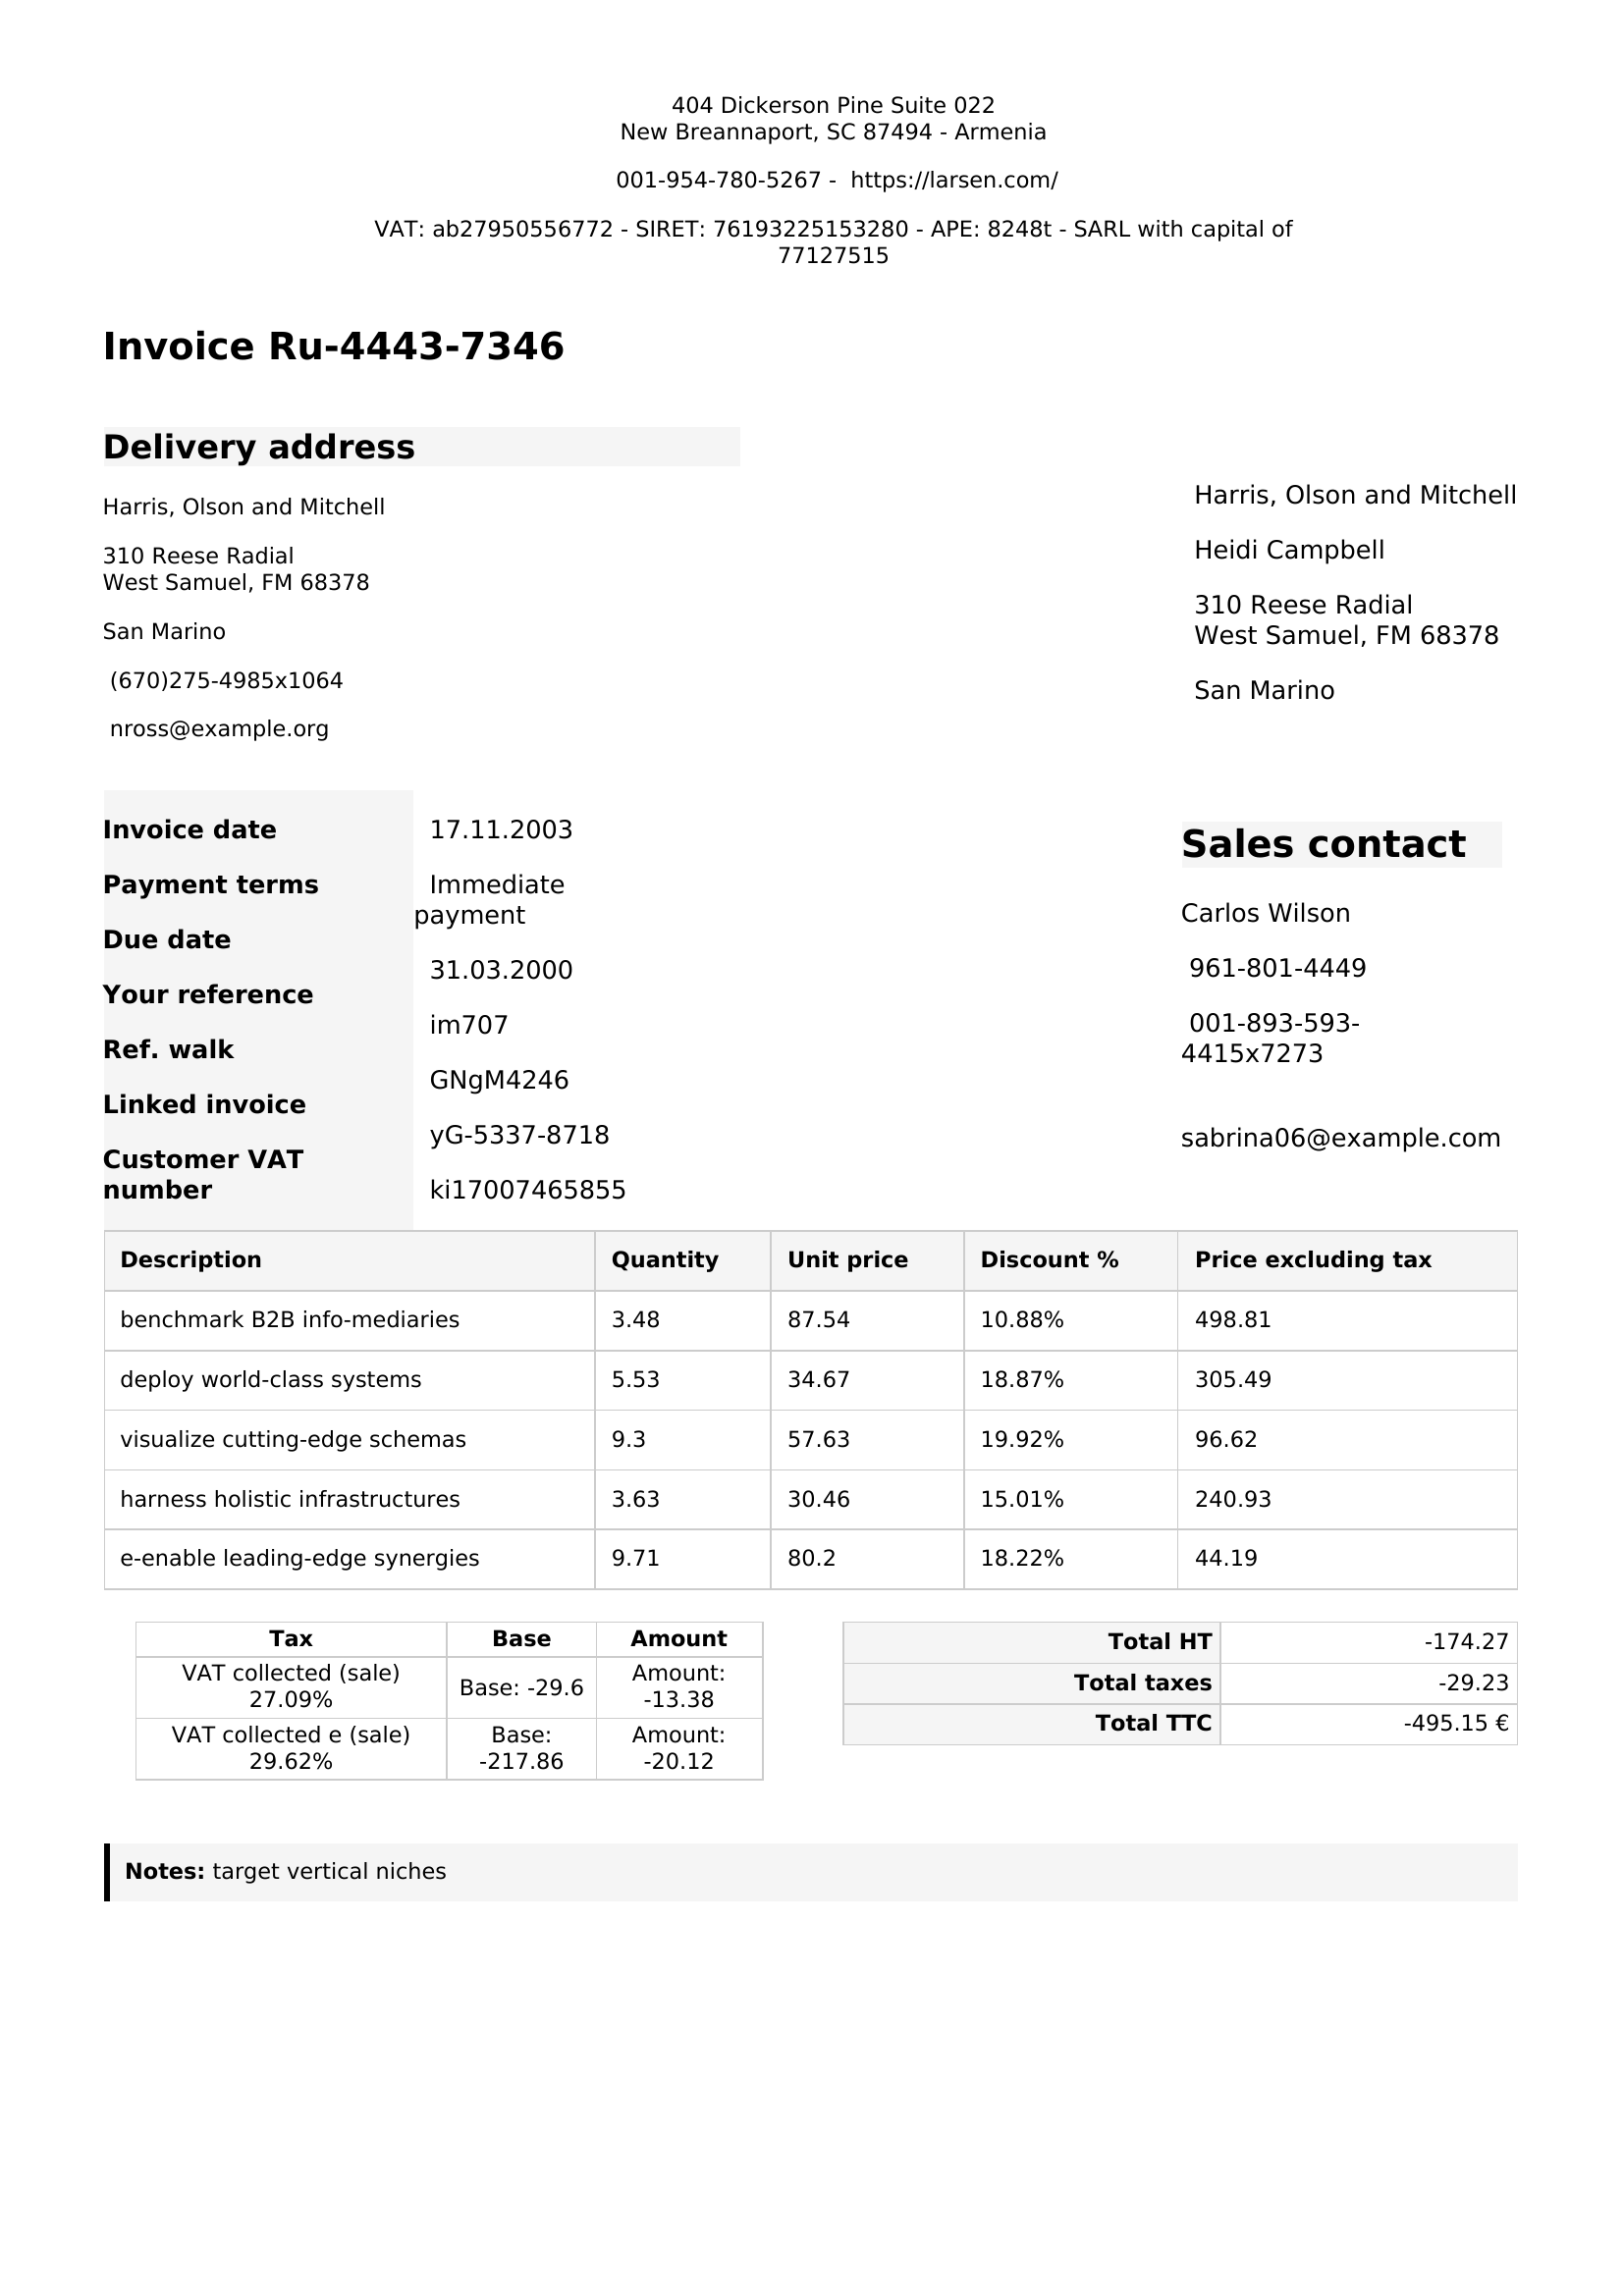 404 Dickerson Pine Suite 022
New Breannaport, SC 87494 - Armenia
001-954-780-5267 - https://larsen.com/
VAT: ab27950556772 - SIRET: 76193225153280 - APE: 8248t - SARL with capital of
77127515
Invoice Ru-4443-7346
Delivery address
Harris, Olson and Mitchell
310 Reese Radial
West Samuel, FM 68378
San Marino
(670)275-4985x1064
nross@example.org
Harris, Olson and Mitchell
Heidi Campbell
310 Reese Radial
West Samuel, FM 68378
San Marino
Invoice date
Payment terms
Due date
Your reference
Ref. walk
Linked invoice
Customer VAT
number
17.11.2003
Immediate
payment
31.03.2000
im707
GNgM4246
yG-5337-8718
ki17007465855
Sales contact
Carlos Wilson
961-801-4449
001-893-593-
4415x7273
sabrina06@example.com
Description Quantity Unit price Discount % Price excluding tax
benchmark B2B info-mediaries 3.48 87.54 10.88% 498.81
deploy world-class systems 5.53 34.67 18.87% 305.49
visualize cutting-edge schemas 9.3 57.63 19.92% 96.62
harness holistic infrastructures 3.63 30.46 15.01% 240.93
e-enable leading-edge synergies 9.71 80.2 18.22% 44.19
Tax Base Amount
VAT collected (sale)
27.09%
Base: -29.6
Amount:
-13.38
VAT collected e (sale)
29.62%
Base:
-217.86
Amount:
-20.12
Total HT -174.27
Total taxes -29.23
Total TTC -495.15 €
Notes: target vertical niches